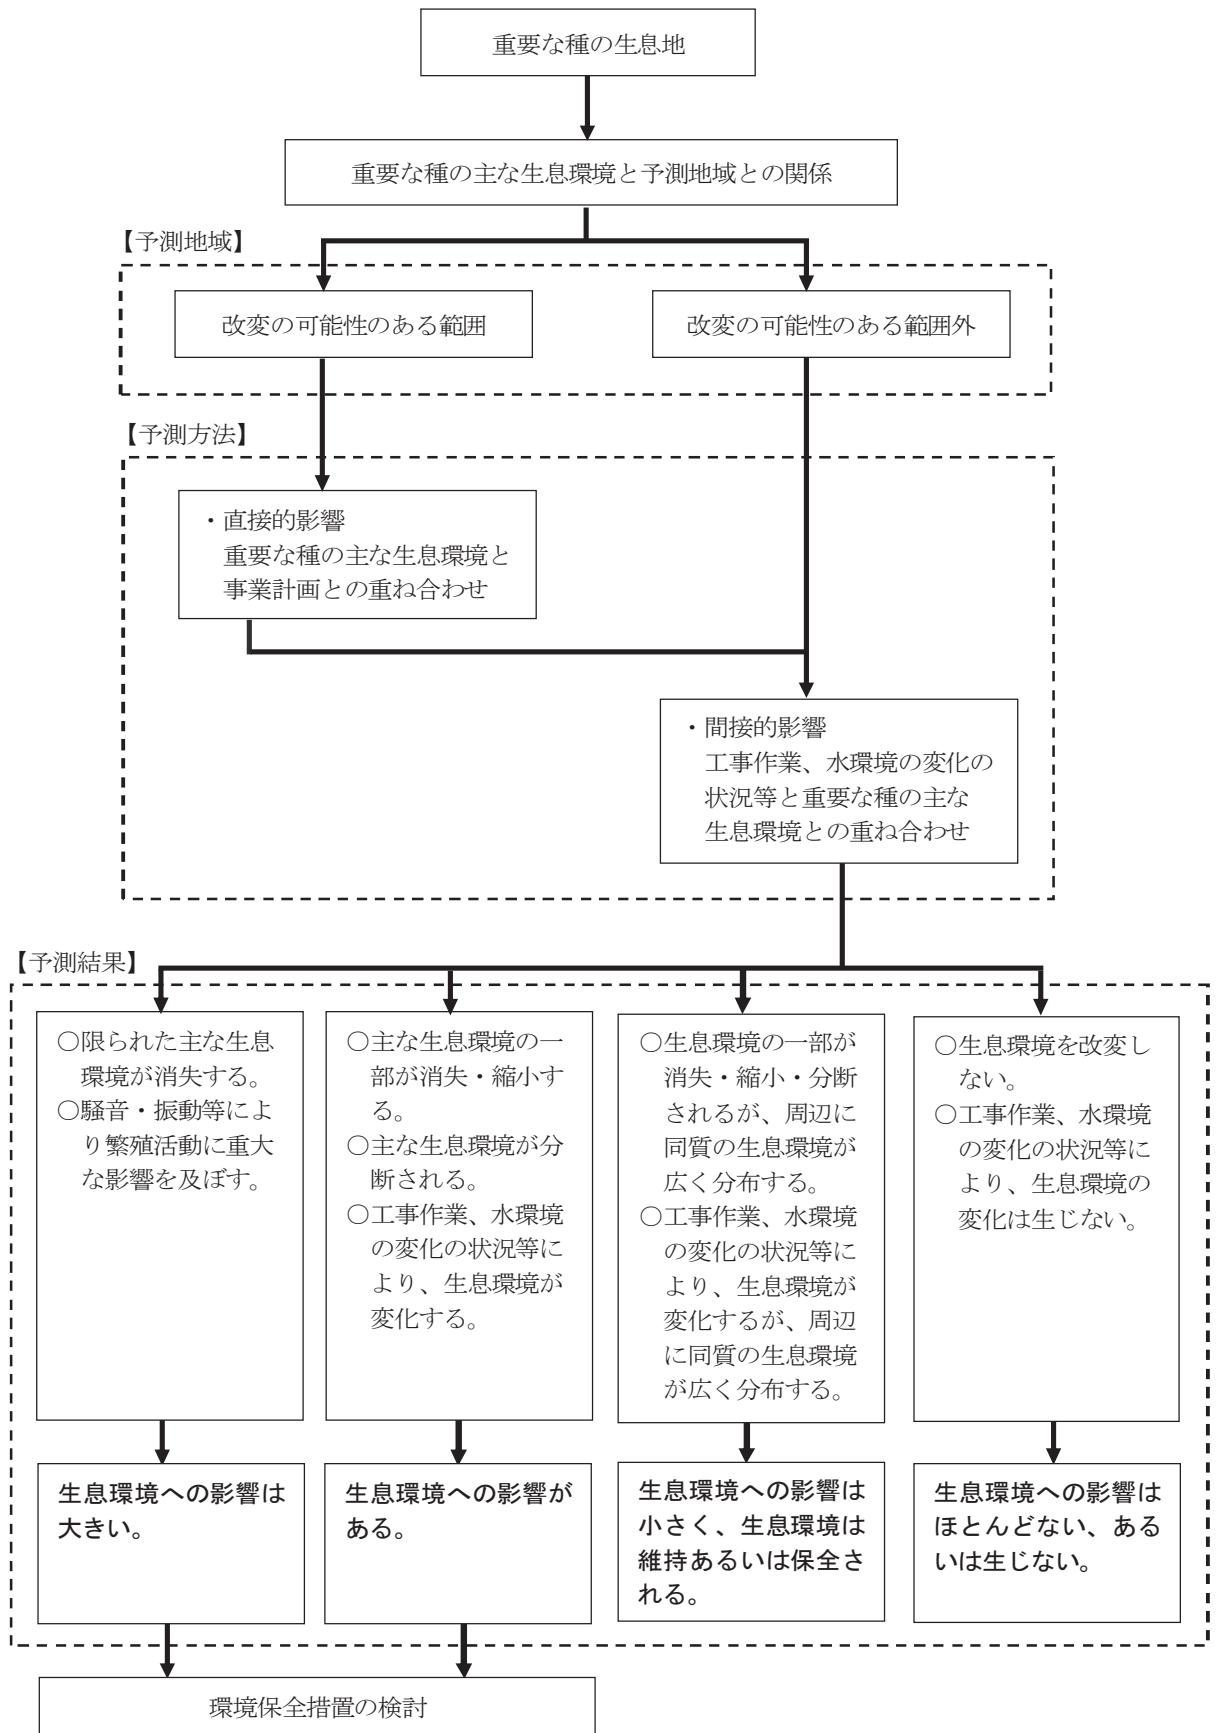 重要な種の生息地
重要な種の主な生息環境と予測地域との関係
【予測地域】
改変の可能性のある範囲
改変の可能性のある範囲外
【予測方法】
・直接的影響
重要な種の主な生息環境と
事業計画との重ね合わせ
・間接的影響
工事作業、水環境の変化の
状況等と重要な種の主な
生息環境との重ね合わせ
【予測結果】
○限られた主な生息
環境が消失する。
○騒音・振動等によ
り繁殖活動に重大
な影響を及ぼす。
○主な生息環境の一
部が消失・縮小す
る。
○主な生息環境が分
断される。
○工事作業、水環境
の変化の状況等に
より、生息環境が
変化する。
○生息環境の一部が
消失・縮小・分断
されるが、周辺に
同質の生息環境が
広く分布する。
○工事作業、水環境
の変化の状況等に
より、生息環境が
変化するが、周辺
に同質の生息環境
が広く分布する。
○生息環境を改変し
ない。
○工事作業、水環境
の変化の状況等に
より、生息環境の
変化は生じない。
生息環境への影響は
大きい。
生息環境への影響が
ある。
生息環境への影響は
小さく、生息環境は
維持あるいは保全さ
れる。
生息環境への影響は
ほとんどない、ある
いは生じない。
環境保全措置の検討